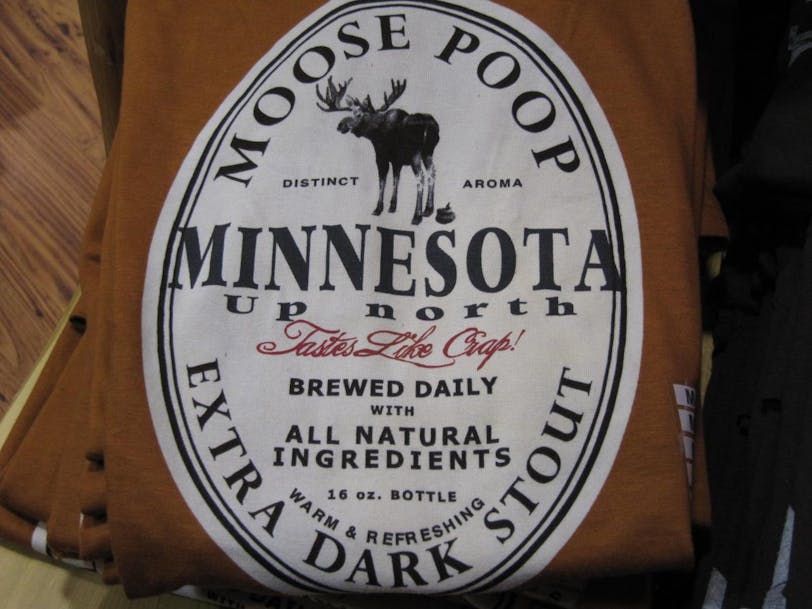 MOOSE POOP
DISTINCT AROMA
MINNESOTA
Up north
Tastes Like Crap!
BREWED DAILY
WITH
ALL NATURAL
INGREDIENTS
16 oz. BOTTLE
WARM & REFRESHING
EXTRA DARK STOUT